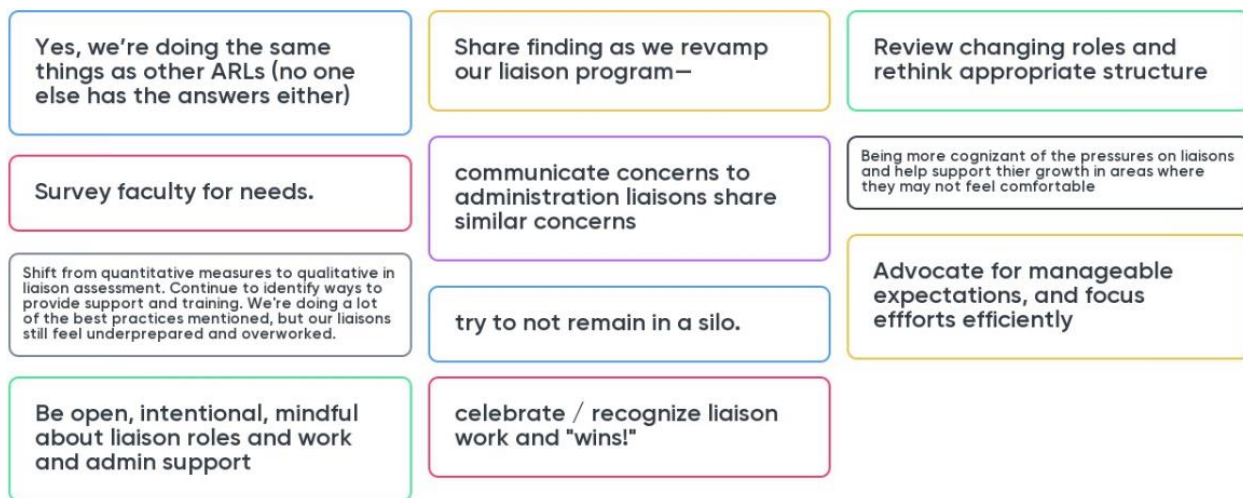 Yes, we're doing the same
things as other ARLs (no one
else has the answers either)
Survey faculty for needs.
Shift from quantitative measures to qualitative in
liaison assessment. Continue to identify ways to
provide support and training. We're doing a lot
of the best practices mentioned, but our liaisons
still feel underprepared and overworked.
Be open, intentional, mindful
about liaison roles and work
and admin support
Share finding as we revamp
our liaison program—
communicate concerns to
administration liaisons share
similar concerns
try to not remain in a silo.
celebrate / recognize liaison
work and "wins!"
Review changing roles and
rethink appropriate structure
Being more cognizant of the pressures on liaisons
and help support thier growth in areas where
they may not feel comfortable
Advocate for manageable
expectations, and focus
effforts efficiently